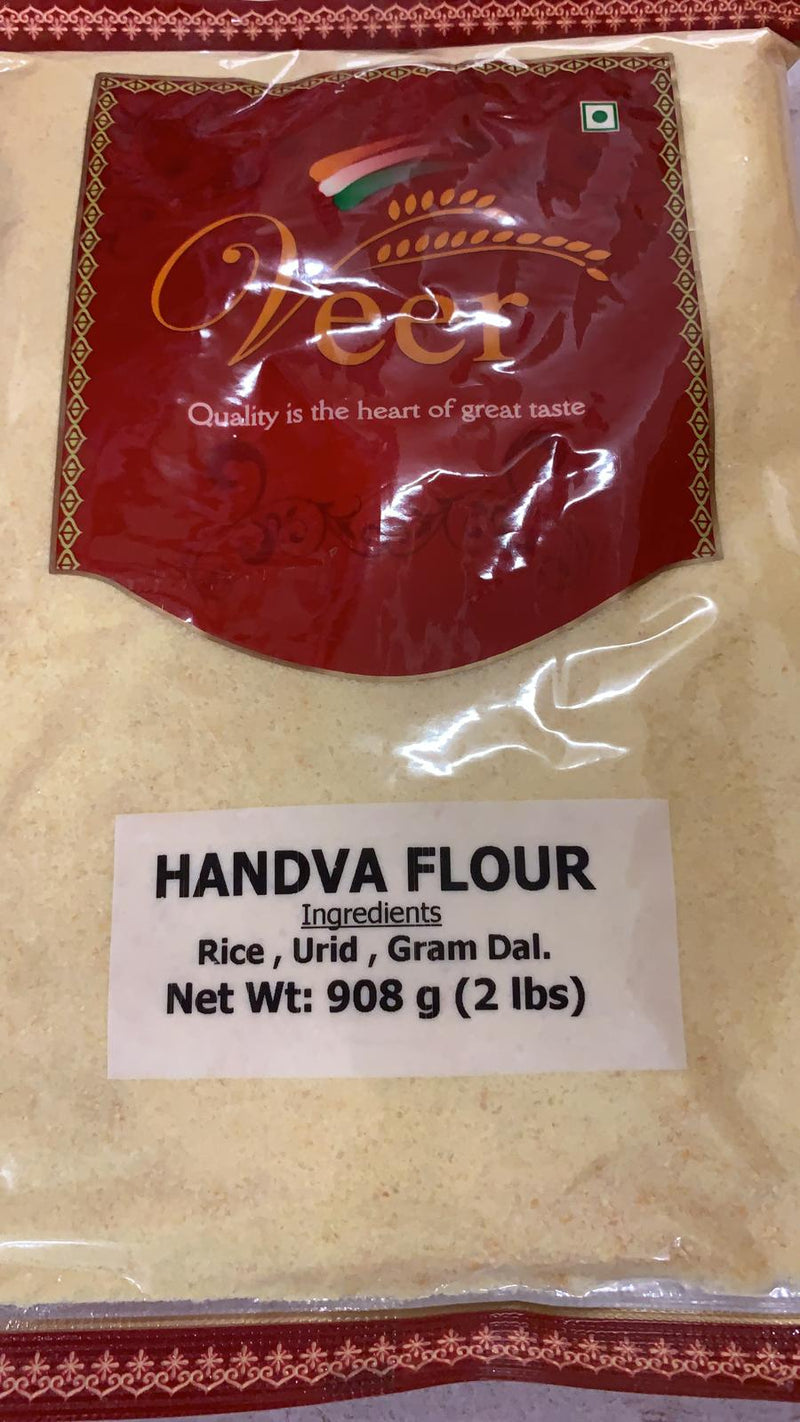 Veer
Quality is the heart of great taste
HANDVA FLOUR
Ingredients
Rice , Urid , Gram Dal.
Net Wt: 908 g (2 lbs)